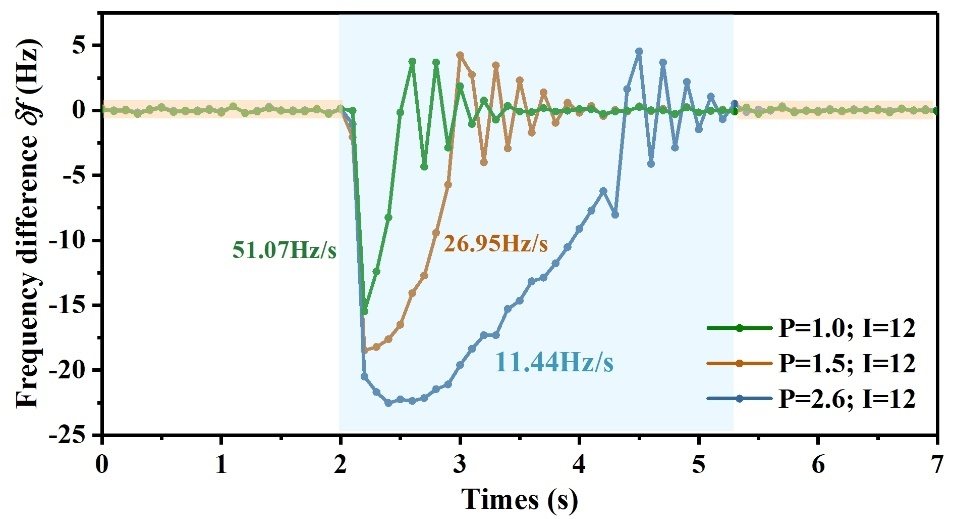 Frequency difference δf (Hz)
5
0
-5
-10
-15
-20
-25
51.07Hz/s
26.95Hz/s
11.44Hz/s
P=1.0; I=12
P=1.5; I=12
P=2.6; I=12
0 1 2 3 4 5 6 7
Times (s)